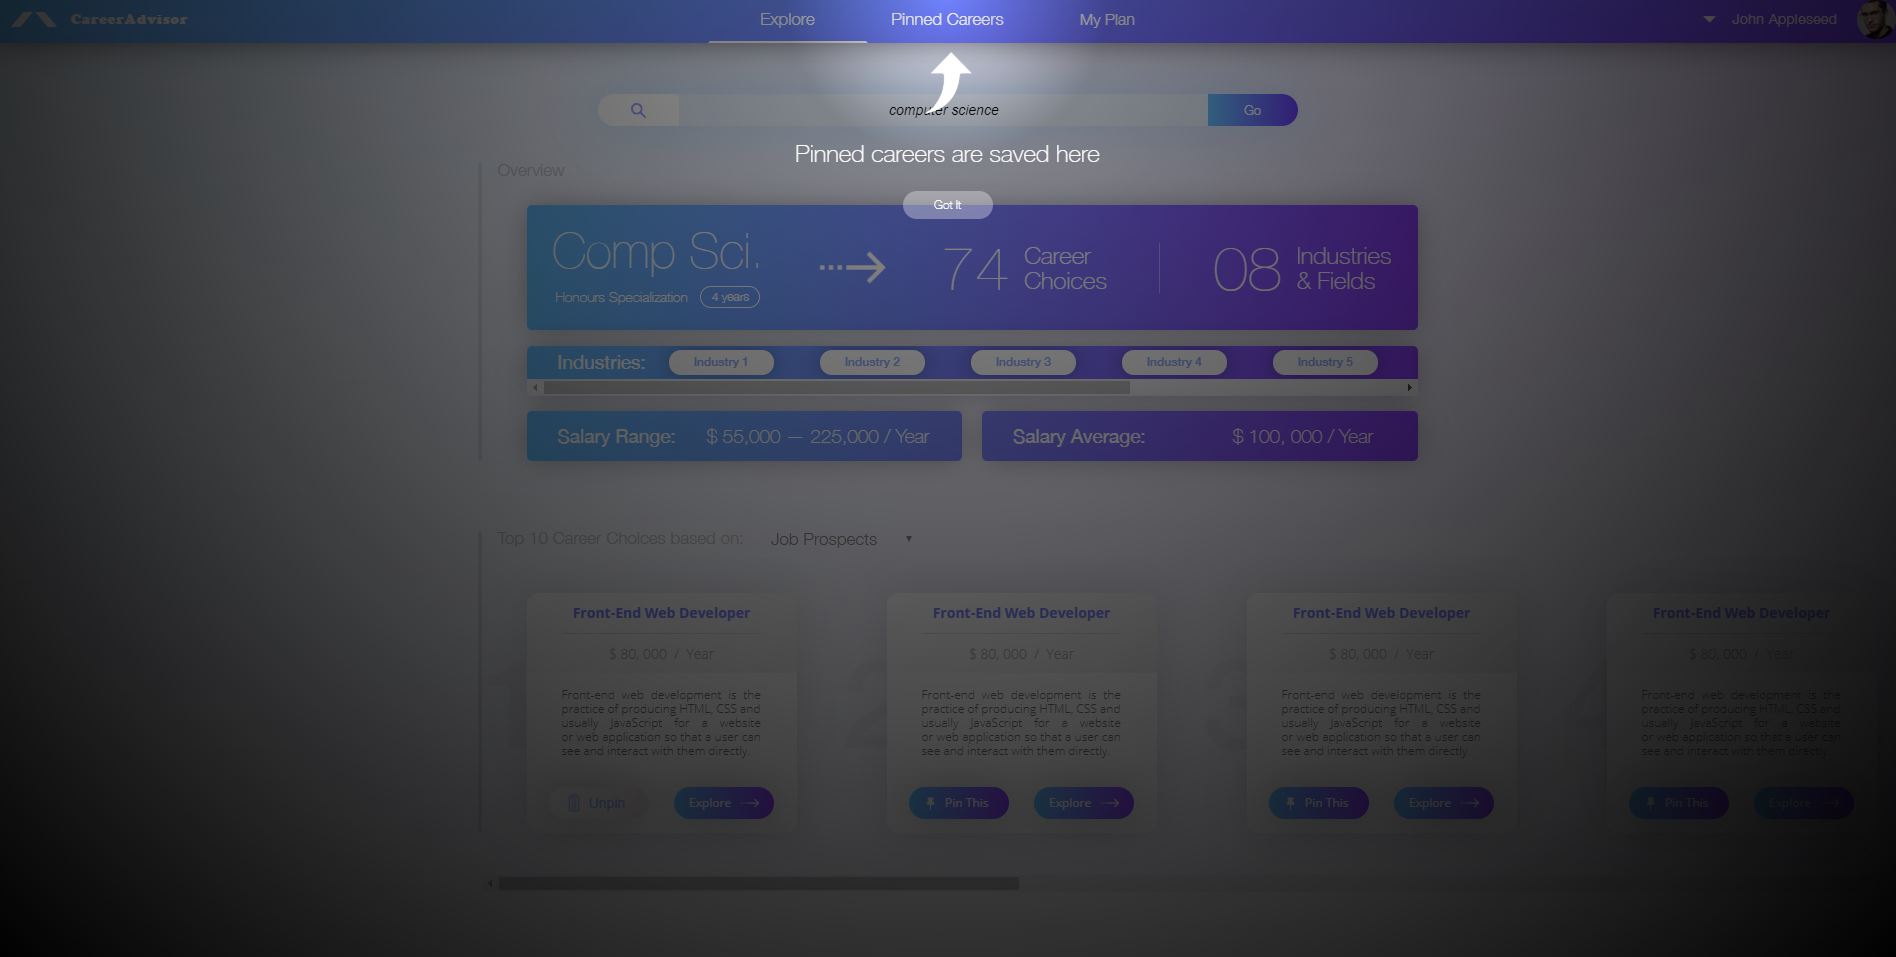 CareerAdvisor
Explore
Pinned Careers
My Plan
John Appleseed
computer science
Go
Pinned careers are saved here
Got It
Overview
Comp Sci.
Honours Specialization
4 years
74
Career
Choices
08
Industries
& Fields
Industries:
Industry 1
Industry 2
Industry 3
Industry 4
Industry 5
Salary Range:
$ 55,000 — 225,000 / Year
Salary Average:
$ 100, 000 / Year
Top 10 Career Choices based on:
Job Prospects
1
Front-End Web Developer
$ 80, 000 / Year
Front-end web development is the
practice of producing HTML, CSS and
usually JavaScript for a website
or web application so that a user can
see and interact with them directly.
Unpin
Explore
2
Front-End Web Developer
$ 80, 000 / Year
Front-end web development is the
practice of producing HTML, CSS and
usually JavaScript for a website
or web application so that a user can
see and interact with them directly.
Pin This
Explore
3
Front-End Web Developer
$ 80, 000 / Year
Front-end web development is the
practice of producing HTML, CSS and
usually JavaScript for a website
or web application so that a user can
see and interact with them directly.
Pin This
Explore
4
Front-End Web Developer
$ 80, 000 / Year
Front-end web development is the
practice of producing HTML, CSS and
usually JavaScript for a website
or web application so that a user can
see and interact with them directly.
Pin This
Explore